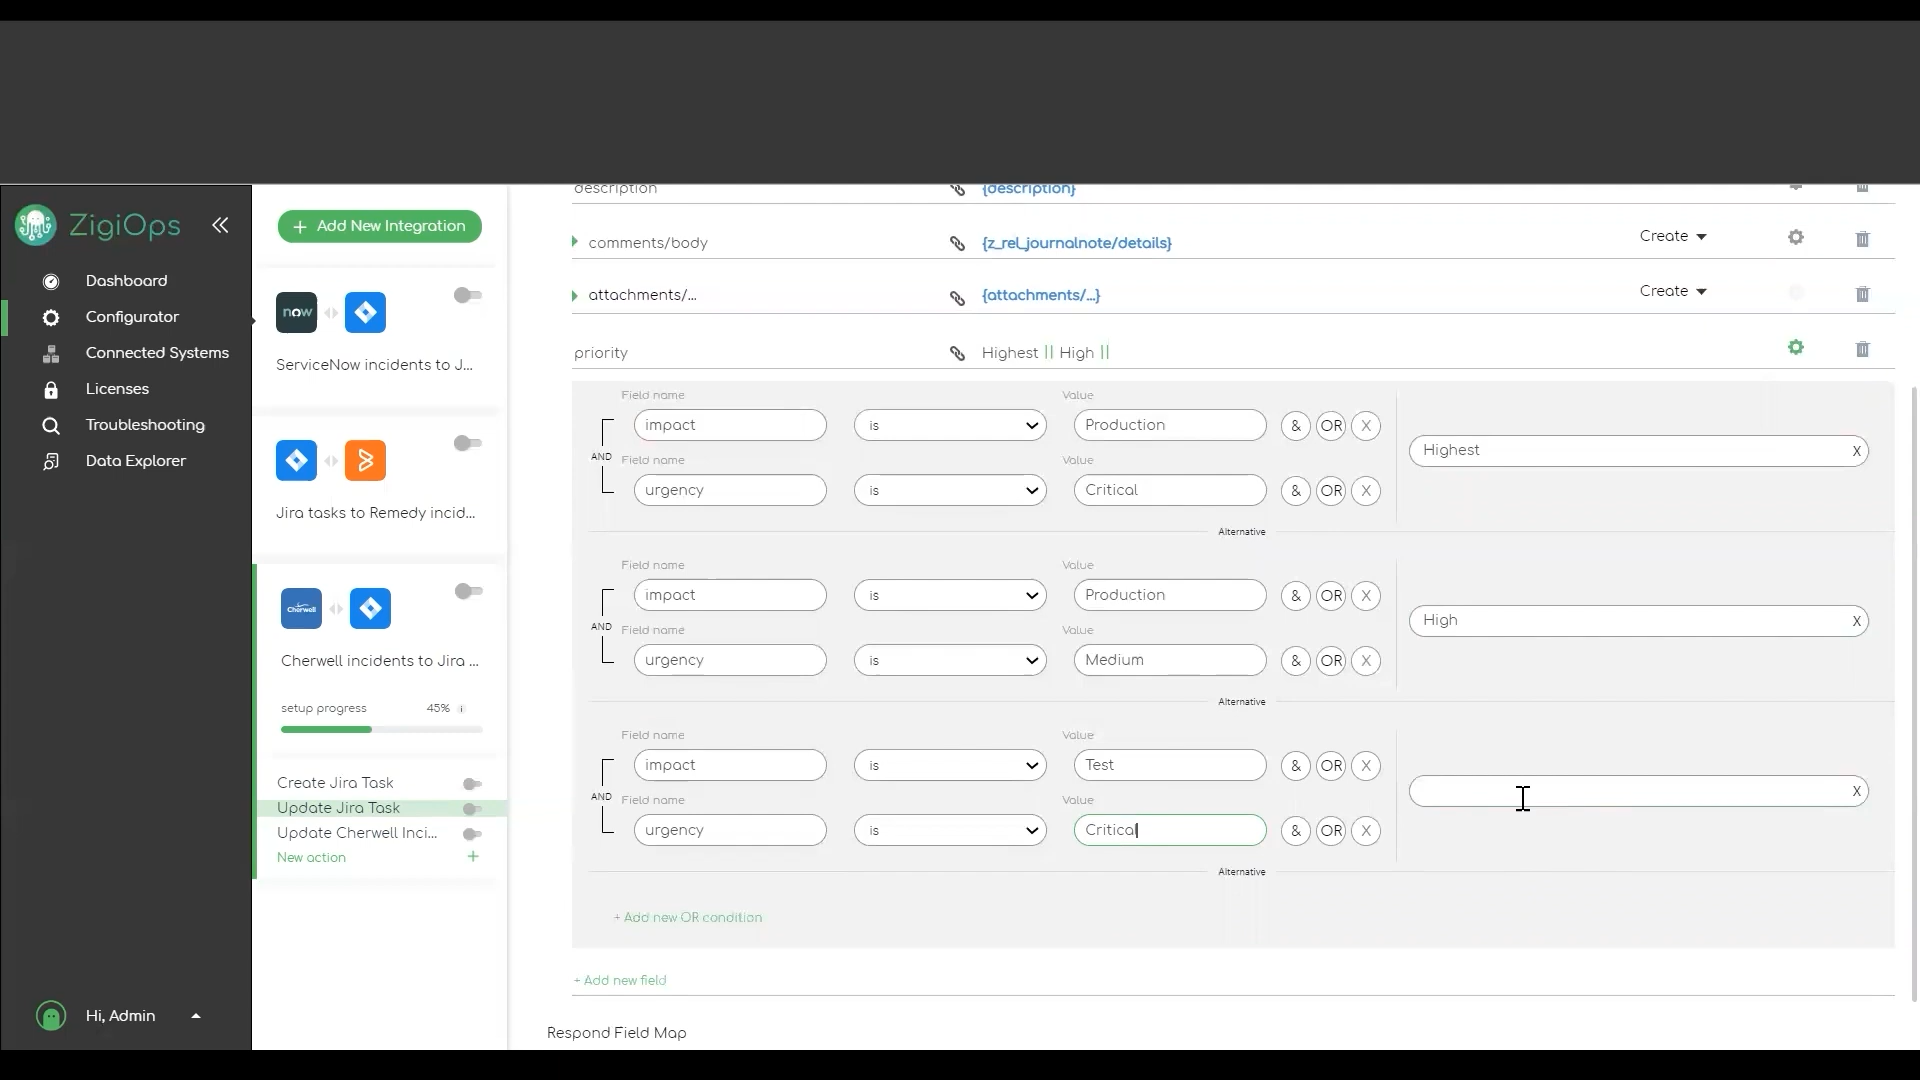 description {description}
ZigiOps
Add New Integration
comments/body {z_rel_journalnote/details} Create
Dashboard
Configurator
Connected Systems
Licenses
Troubleshooting
Data Explorer
now
ServiceNow incidents to J...
Jira tasks to Remedy incid...
Cherwell
Cherwell incidents to Jira ...
setup progress 45% i
Create Jira Task
Update Jira Task
Update Cherwell Inci...
New action +
attachments/... {attachments/...} Create
priority Highest || High ||
Field name Value
impact is Production & OR X
AND
Highest X
Field name Value
urgency is Critical & OR X
Alternative
Field name Value
impact is Production & OR X
AND
High X
Field name Value
urgency is Medium & OR X
Alternative
Field name Value
impact is Test & OR X
AND
X
Field name Value
urgency is Critical & OR X
Alternative
+ Add new OR condition
+ Add new field
Respond Field Map
Hi, Admin